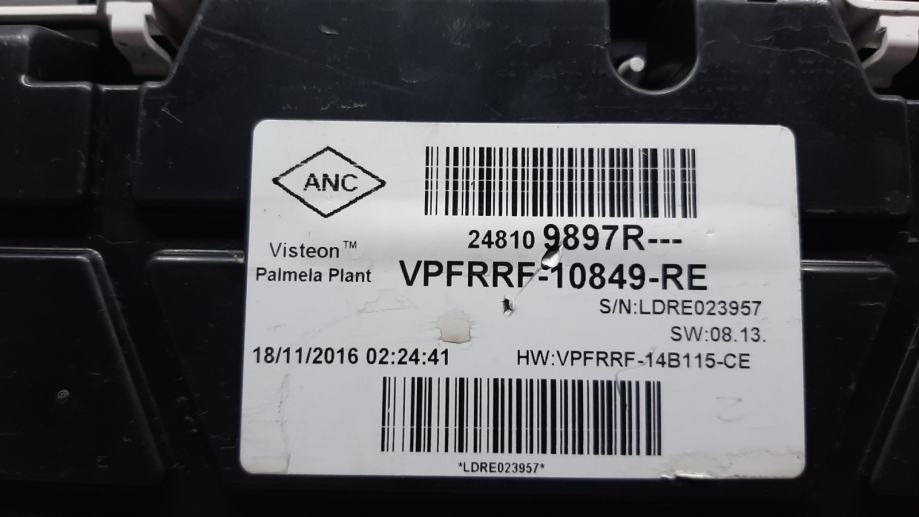 ANC
24810 9897R---
Visteon™
Palmela Plant
VPFRRF-10849-RE
S/N:LDRE023957
SW:08.13.
18/11/2016 02:24:41
HW:VPFRRF-14B115-CE
*LDRE023957*